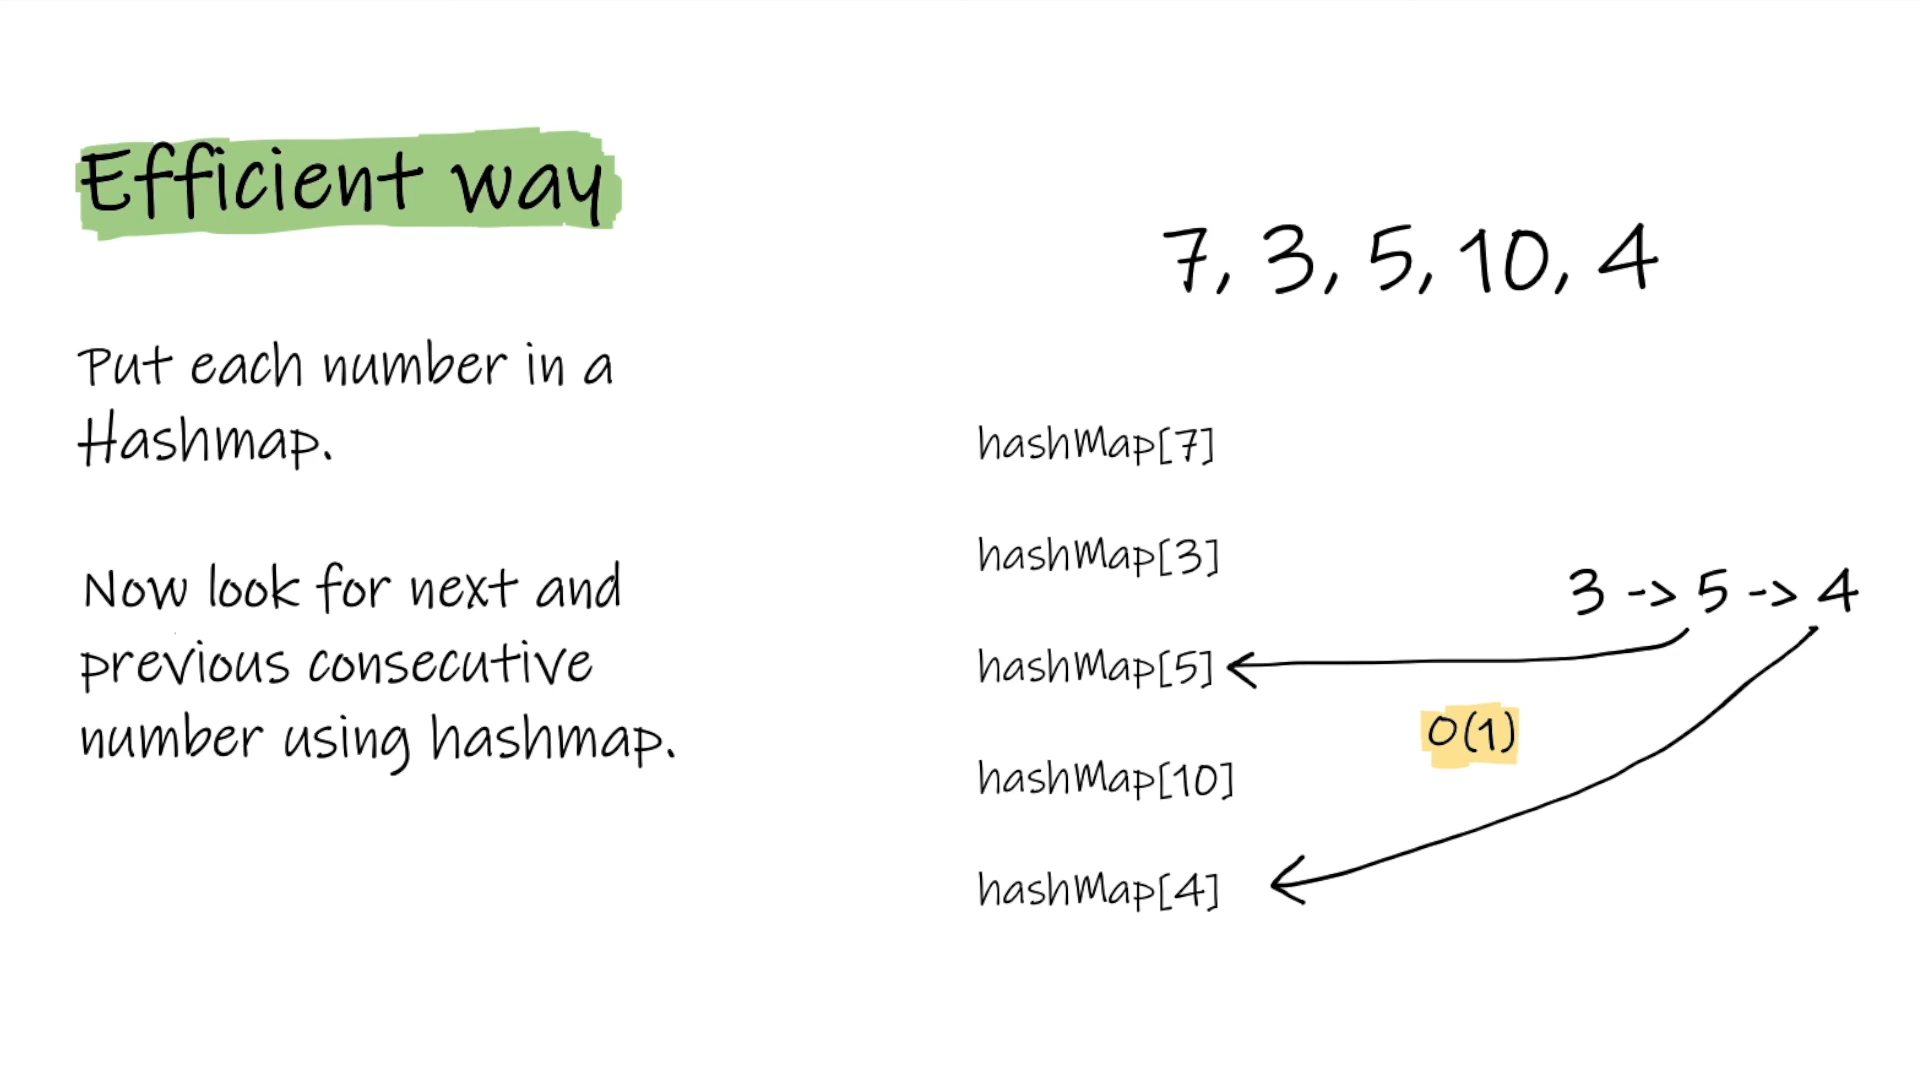 Efficient way
Put each number in a
Hashmap.
Now look for next and
previous consecutive
number using hashmap.
7, 3, 5, 10, 4
hashMap[7]
hashMap[3]
3 -> 5 -> 4
hashMap[5]
O(1)
hashMap[10]
hashMap[4]